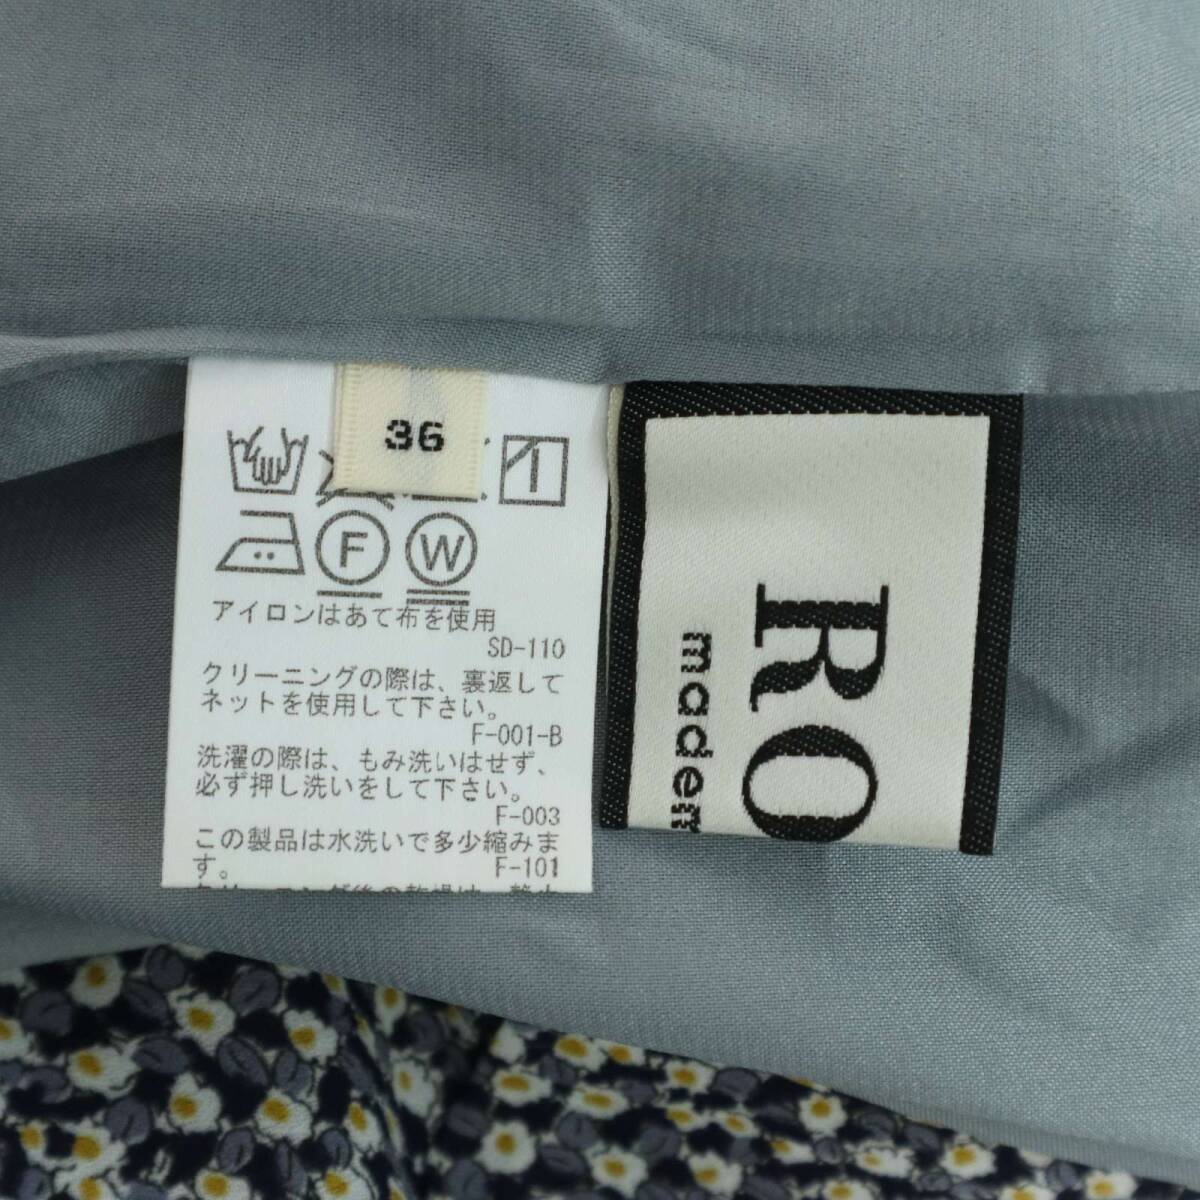 36
F W
アイロンはあて布を使用
SD-110
クリーニングの際は、裏返して
ネットを使用して下さい。
F-001-B
洗濯の際は、もみ洗いはせず、
必ず押し洗いをして下さい。
F-003
この製品は水洗いで多少縮みま
す。
F-101
RO
madem